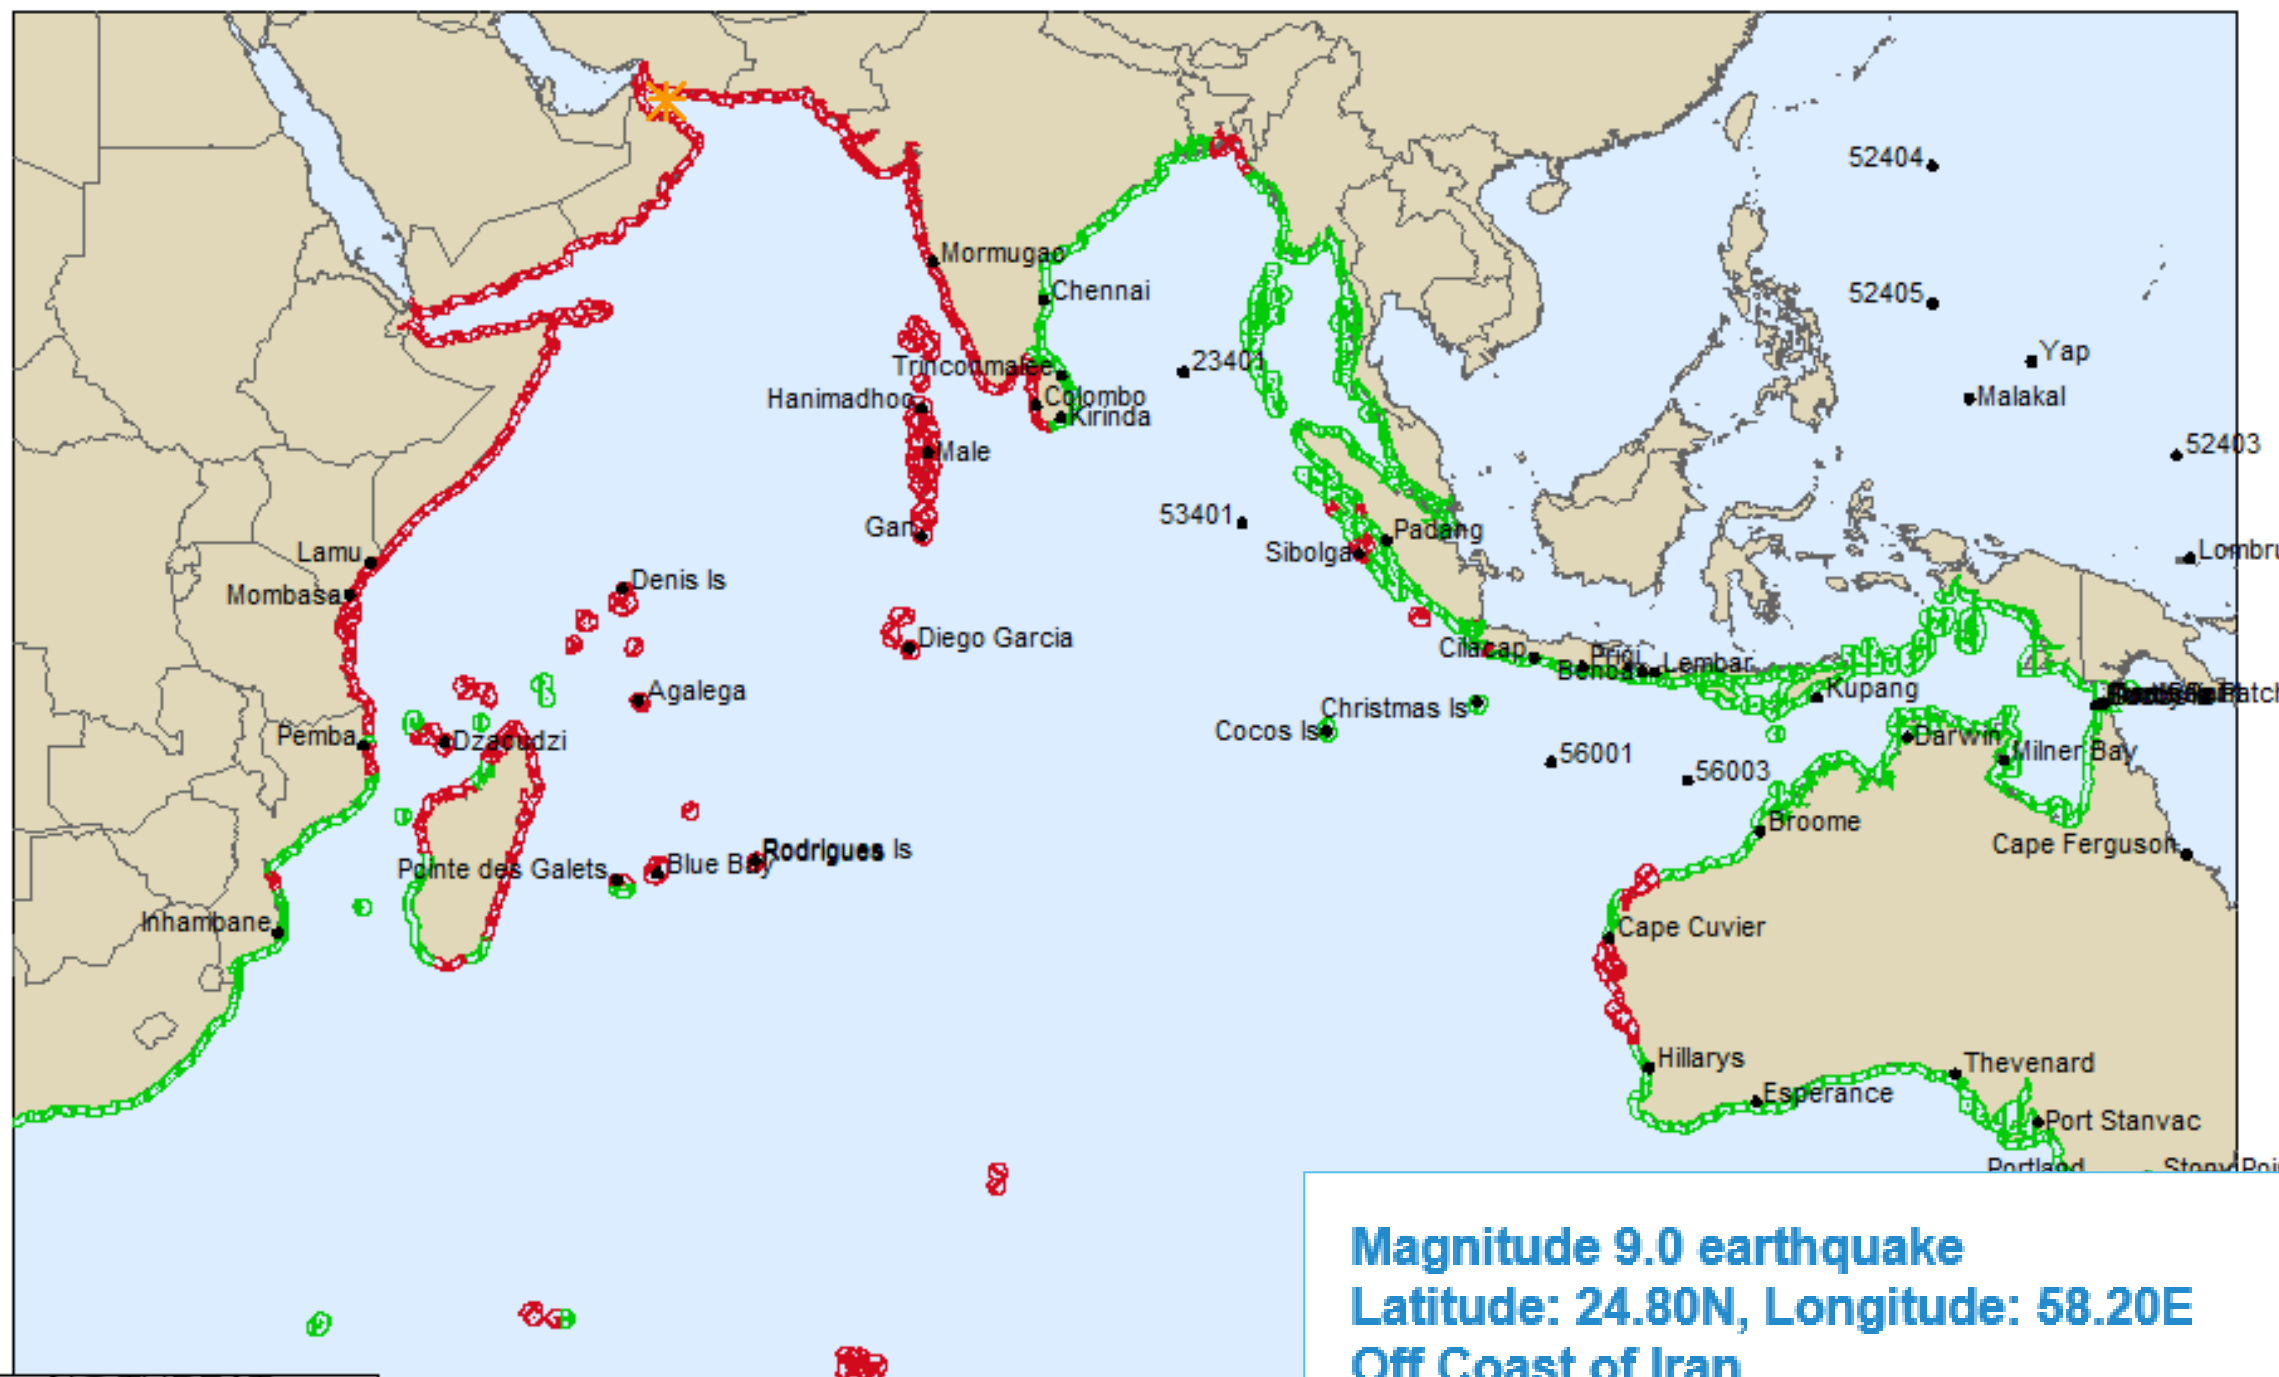 52404
Mormugao
Chennai
52405
Yap
Trincomalee
23401
Malakal
Hanimadhoo
Colombo
Kirinda
Male
52403
53401
Gan
Padang
Lamu
Sibolga
Lombru
Denis Is
Mombasa
Diego Garcia
Cilacap
Prigi
Lembar
Benoa
Agalega
Kupang
Christmas Is
Pemba
Dzaoudzi
Cocos Is
Darwin
Milner Bay
56001
56003
Broome
Cape Ferguson
Rodrigues Is
Pointe des Galets
Blue Bay
Inhambane
Cape Cuvier
Hillarys
Thevenard
Esperance
Port Stanvac
Portland
Stony Poi
Magnitude 9.0 earthquake
Latitude: 24.80N, Longitude: 58.20E
Off Coast of Iran